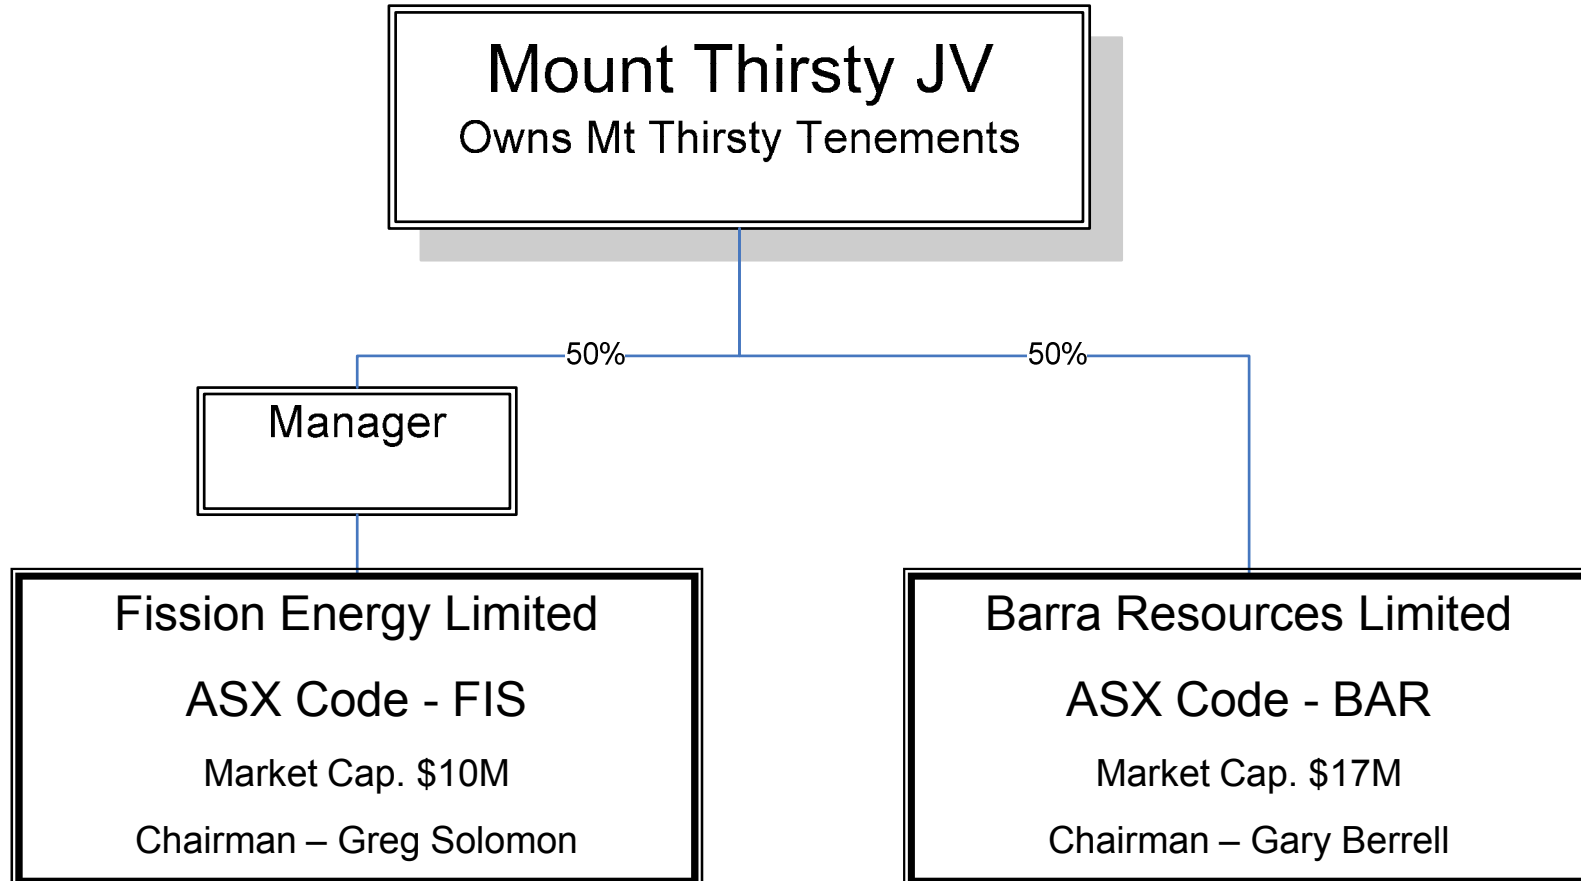 Mount Thirsty JV
Owns Mt Thirsty Tenements
50%
50%
Manager
Fission Energy Limited
ASX Code - FIS
Market Cap. $10M
Chairman – Greg Solomon
Barra Resources Limited
ASX Code - BAR
Market Cap. $17M
Chairman – Gary Berrell